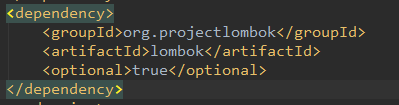 <dependency>
<groupId>org.projectlombok</groupId>
<artifactId>lombok</artifactId>
<optional>true</optional>
</dependency>